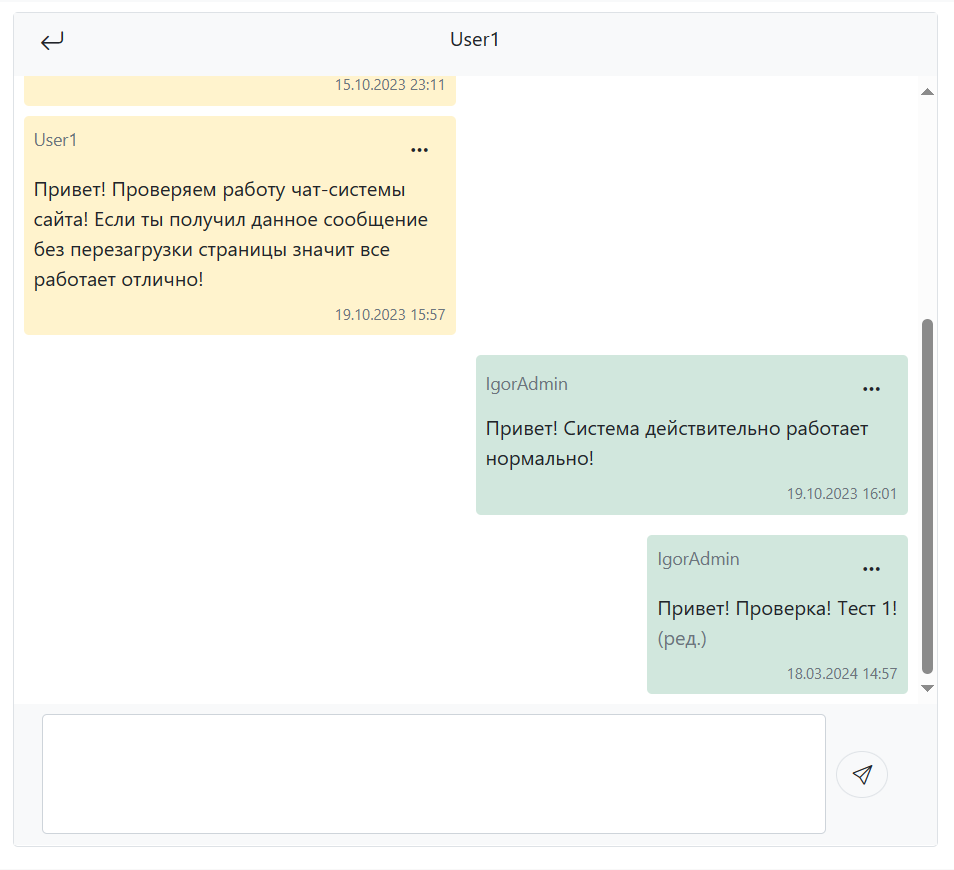 User1
15.10.2023 23:11
User1
...
Привет! Проверяем работу чат-системы
сайта! Если ты получил данное сообщение
без перезагрузки страницы значит все
работает отлично!
19.10.2023 15:57
IgorAdmin
...
Привет! Система действительно работает
нормально!
19.10.2023 16:01
IgorAdmin
...
Привет! Проверка! Тест 1!
(ред.)
18.03.2024 14:57